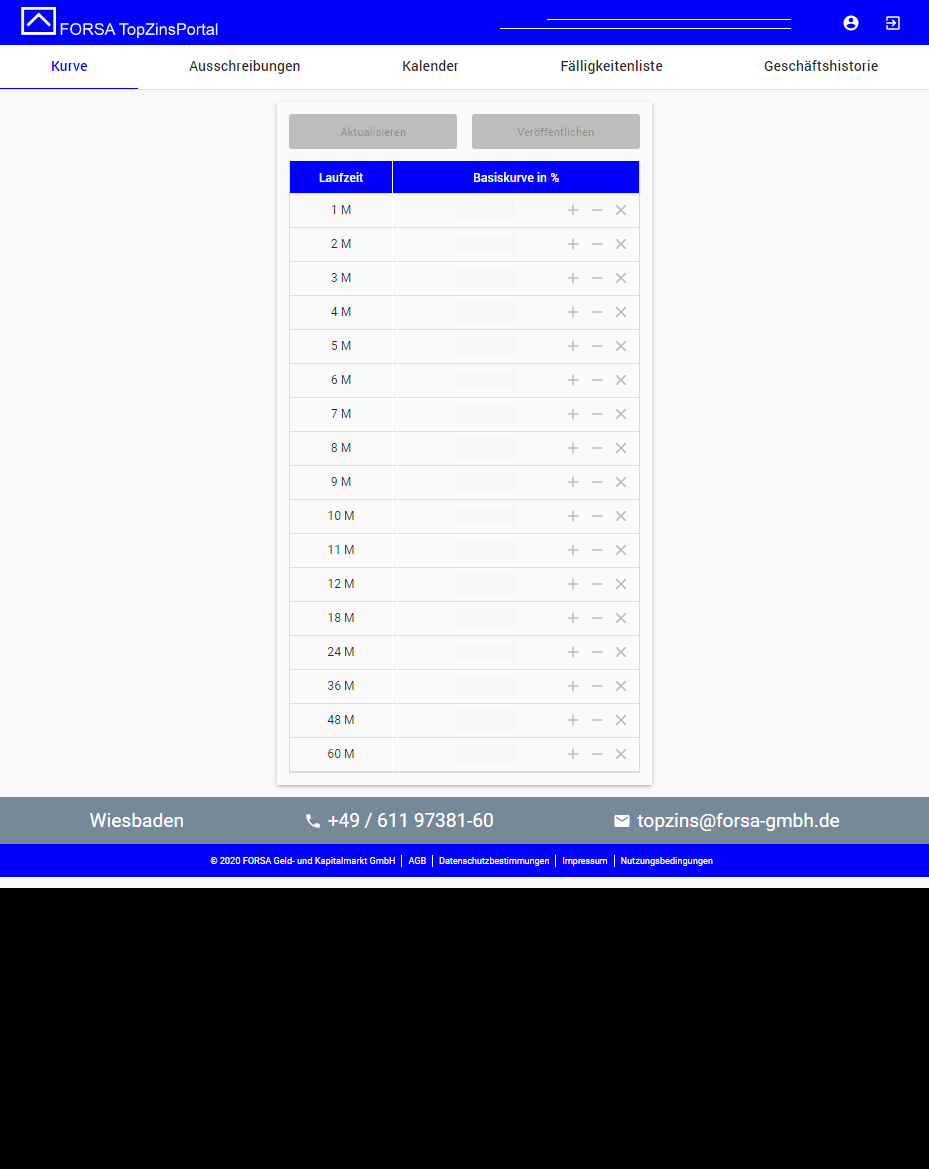 FORSA TopZinsPortal
Kurve Ausschreibungen Kalender Fälligkeitenliste Geschäftshistorie
Aktualisieren Veröffentlichen
Laufzeit Basiskurve in %
1 M
2 M
3 M
4 M
5 M
6 M
7 M
8 M
9 M
10 M
11 M
12 M
18 M
24 M
36 M
48 M
60 M
Wiesbaden +49 / 611 97381-60 topzins@forsa-gmbh.de
© 2020 FORSA Geld- und Kapitalmarkt GmbH | AGB | Datenschutzbestimmungen | Impressum | Nutzungsbedingungen